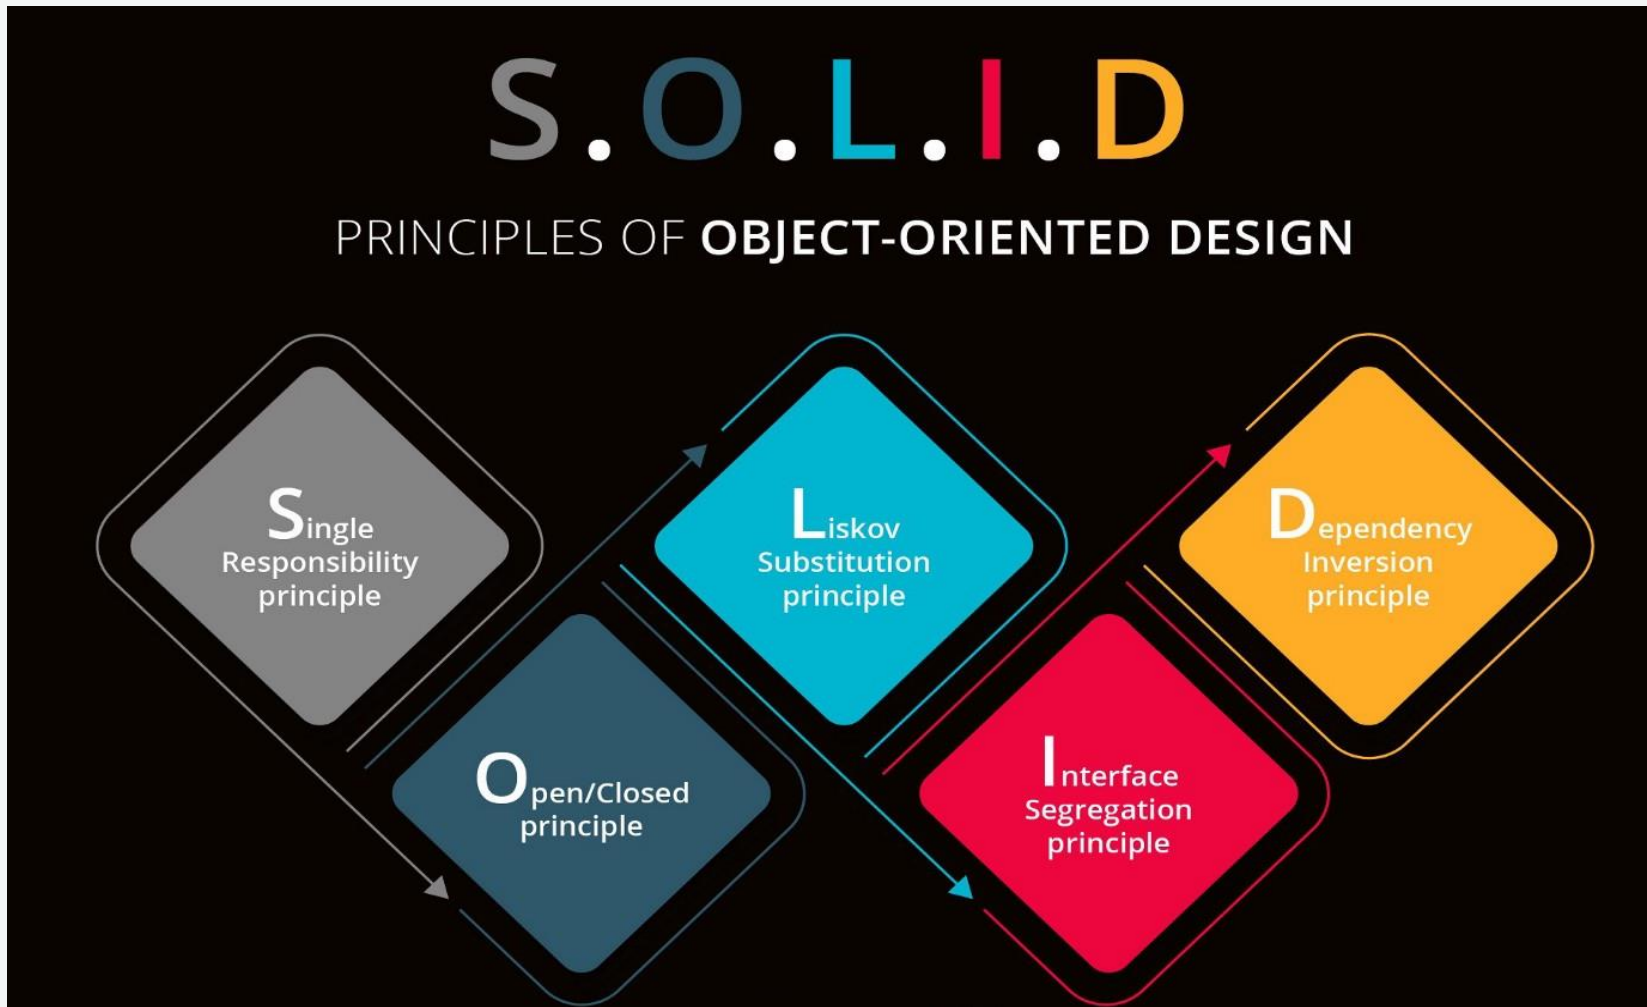 S.O.L.I.D
PRINCIPLES OF OBJECT-ORIENTED DESIGN
Single
Responsibility
principle
Open/Closed
principle
Liskov
Substitution
principle
Interface
Segregation
principle
Dependency
Inversion
principle